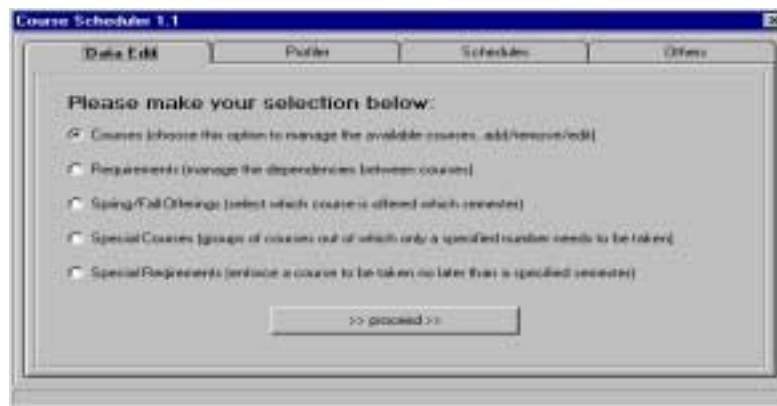 Course Scheduler 1.1
Data Edit Profiler Schedules Others
Please make your selection below:
Courses (choose this option to manage the available courses, add/remove/edit)
Requirements (manage the dependencies between courses)
Spring/Fall Offerings (select which course is offered which semester)
Special Courses (groups of courses out of which only a specified number needs to be taken)
Special Requirements (enforce a course to be taken no later than a specified semester)
>> proceed >>